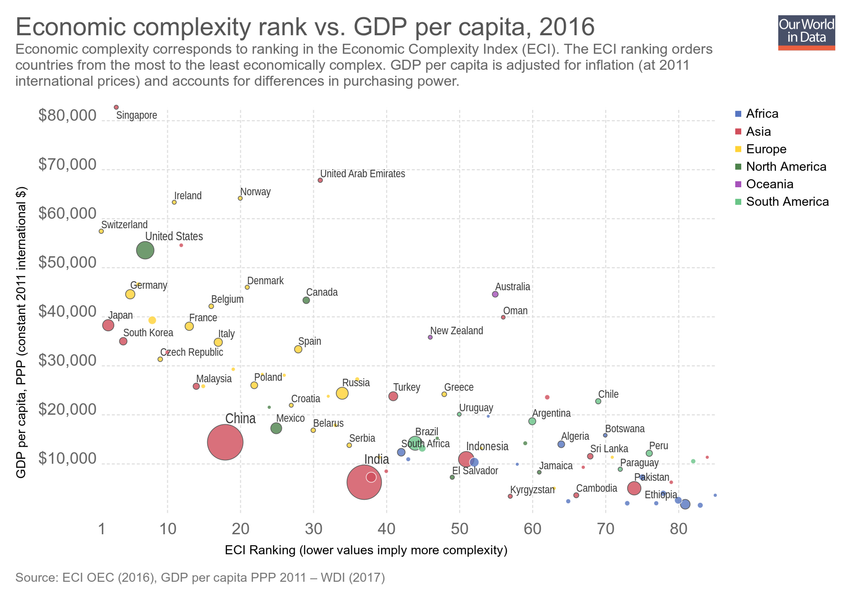 Economic complexity rank vs. GDP per capita, 2016
Economic complexity corresponds to ranking in the Economic Complexity Index (ECI). The ECI ranking orders
countries from the most to the least economically complex. GDP per capita is adjusted for inflation (at 2011
international prices) and accounts for differences in purchasing power.
Our World
in Data
$80,000
$70,000
$60,000
$50,000
$40,000
$30,000
$20,000
$10,000
GDP per capita, PPP (constant 2011 international $)
Singapore
United Arab Emirates
Ireland
Norway
Switzerland
United States
Germany
Denmark
Belgium
Canada
Australia
Japan
France
Oman
South Korea
Italy
New Zealand
Czech Republic
Spain
Malaysia
Poland
Russia
Turkey
Greece
Chile
Croatia
Uruguay
China
Mexico
Belarus
Argentina
Serbia
Brazil
Botswana
South Africa
Algeria
India
Indonesia
Sri Lanka
Peru
El Salvador
Jamaica
Paraguay
Pakistan
Kyrgyzstan
Cambodia
Ethiopia
Africa
Asia
Europe
North America
Oceania
South America
1 10 20 30 40 50 60 70 80
ECI Ranking (lower values imply more complexity)
Source: ECI OEC (2016), GDP per capita PPP 2011 – WDI (2017)